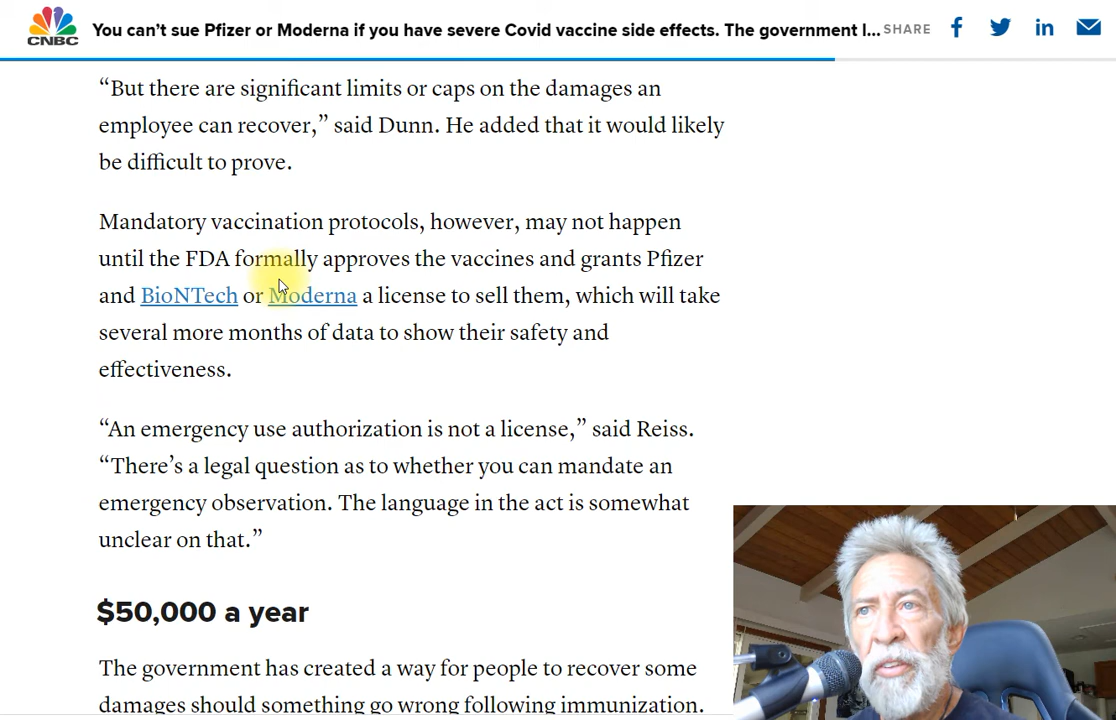 CNBC
You can’t sue Pfizer or Moderna if you have severe Covid vaccine side effects. The government l...
SHARE
“But there are significant limits or caps on the damages an
employee can recover,” said Dunn. He added that it would likely
be difficult to prove.
Mandatory vaccination protocols, however, may not happen
until the FDA formally approves the vaccines and grants Pfizer
and BioNTech or Moderna a license to sell them, which will take
several more months of data to show their safety and
effectiveness.
“An emergency use authorization is not a license,” said Reiss.
“There’s a legal question as to whether you can mandate an
emergency observation. The language in the act is somewhat
unclear on that.”
$50,000 a year
The government has created a way for people to recover some
damages should something go wrong following immunization.